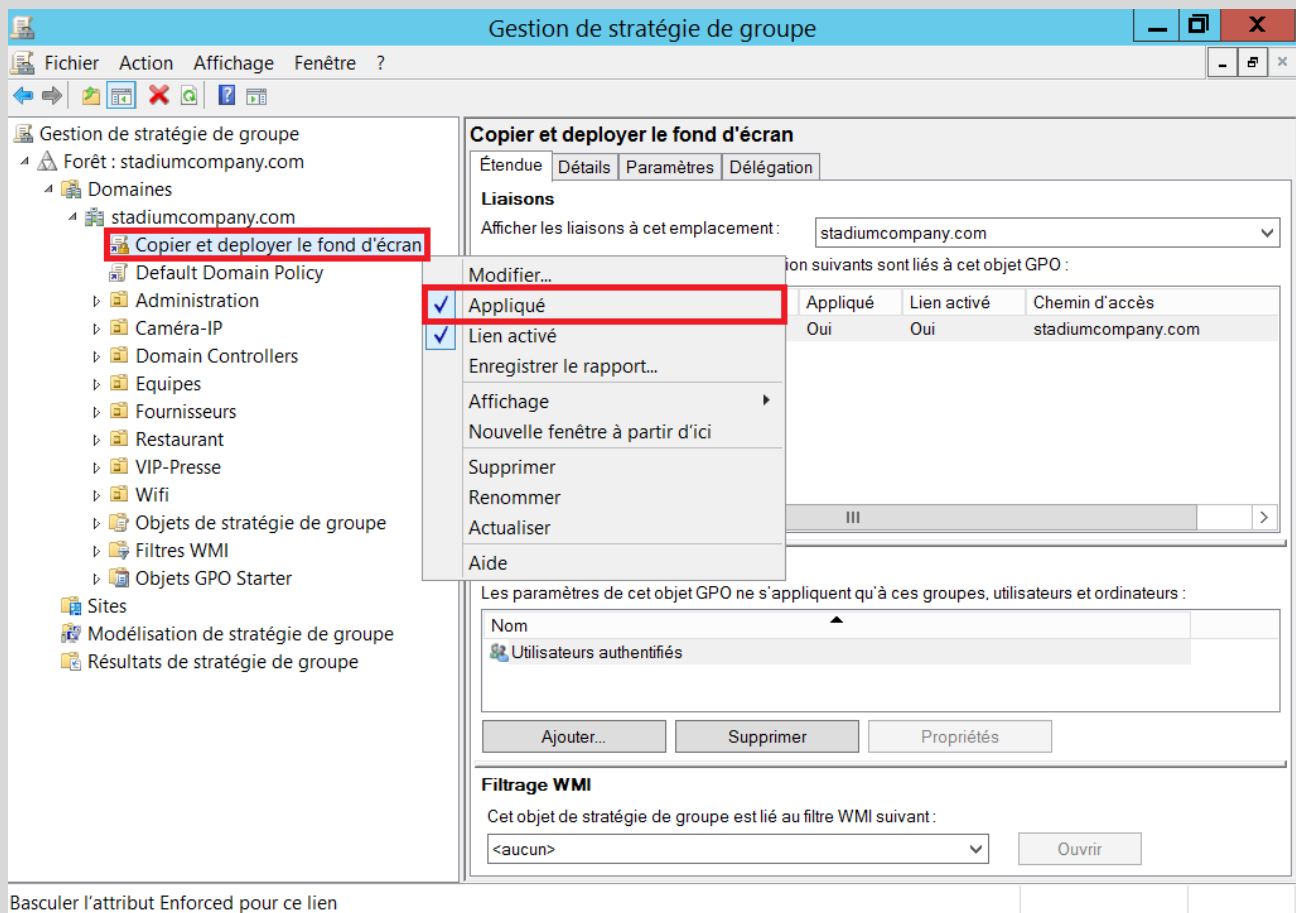 Gestion de stratégie de groupe
Fichier Action Affichage Fenêtre ?
Gestion de stratégie de groupe
Forêt : stadiumcompany.com
Domaines
stadiumcompany.com
Copier et deployer le fond d'écran
Default Domain Policy
Administration
Caméra-IP
Domain Controllers
Equipes
Fournisseurs
Restaurant
VIP-Presse
Wifi
Objets de stratégie de groupe
Filtres WMI
Objets GPO Starter
Sites
Modélisation de stratégie de groupe
Résultats de stratégie de groupe
Copier et deployer le fond d'écran
Étendue Détails Paramètres Délégation
Liaisons
Afficher les liaisons à cet emplacement : stadiumcompany.com
suivants sont liés à cet objet GPO :
Appliqué Lien activé Chemin d'accès
Oui Oui stadiumcompany.com
Modifier...
Appliqué
Lien activé
Enregistrer le rapport...
Affichage
Nouvelle fenêtre à partir d'ici
Supprimer
Renommer
Actualiser
Aide
Les paramètres de cet objet GPO ne s'appliquent qu'à ces groupes, utilisateurs et ordinateurs :
Nom
Utilisateurs authentifiés
Ajouter... Supprimer Propriétés
Filtrage WMI
Cet objet de stratégie de groupe est lié au filtre WMI suivant :
<aucun> Ouvrir
Basculer l'attribut Enforced pour ce lien